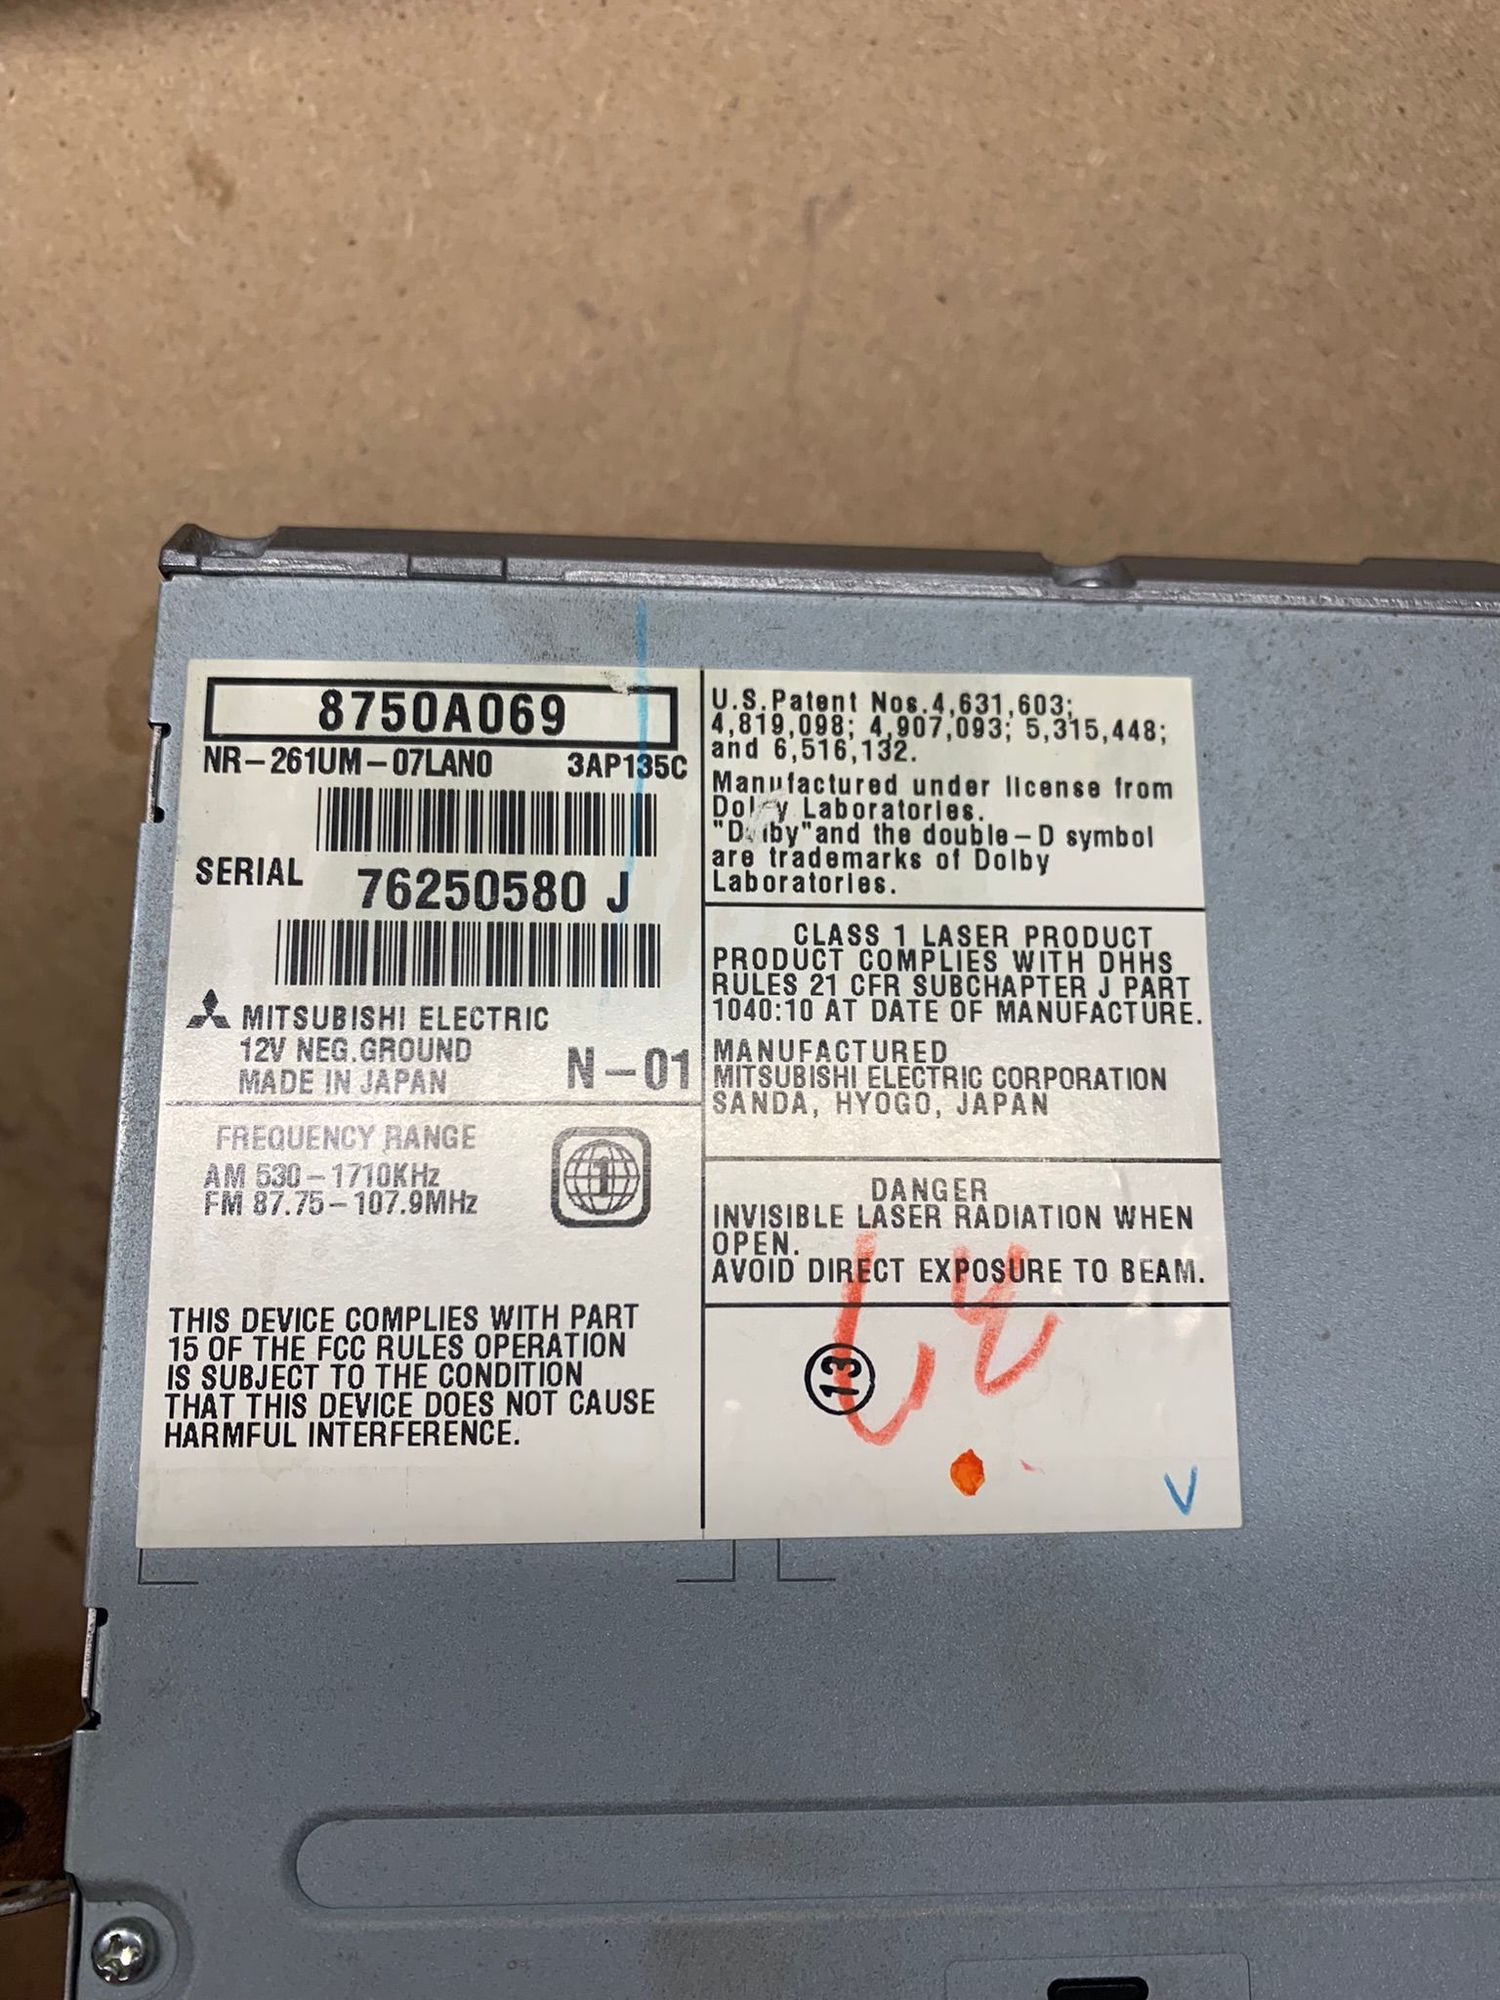 8750A069
NR-261UM-07LANO 3AP135C
SERIAL 76250580 J
MITSUBISHI ELECTRIC
12V NEG.GROUND
MADE IN JAPAN N-01
FREQUENCY RANGE
AM 530-1710KHz
FM 87.75-107.9MHz
1
THIS DEVICE COMPLIES WITH PART
15 OF THE FCC RULES OPERATION
IS SUBJECT TO THE CONDITION
THAT THIS DEVICE DOES NOT CAUSE
HARMFUL INTERFERENCE.
U.S.Patent Nos.4,631,603;
4,819,098; 4,907,093; 5,315,448;
and 6,516,132.
Manufactured under license from
Dolby Laboratories.
"Dolby"and the double-D symbol
are trademarks of Dolby
Laboratories.
CLASS 1 LASER PRODUCT
PRODUCT COMPLIES WITH DHHS
RULES 21 CFR SUBCHAPTER J PART
1040:10 AT DATE OF MANUFACTURE.
MANUFACTURED
MITSUBISHI ELECTRIC CORPORATION
SANDA, HYOGO, JAPAN
DANGER
INVISIBLE LASER RADIATION WHEN
OPEN.
AVOID DIRECT EXPOSURE TO BEAM.
13
V